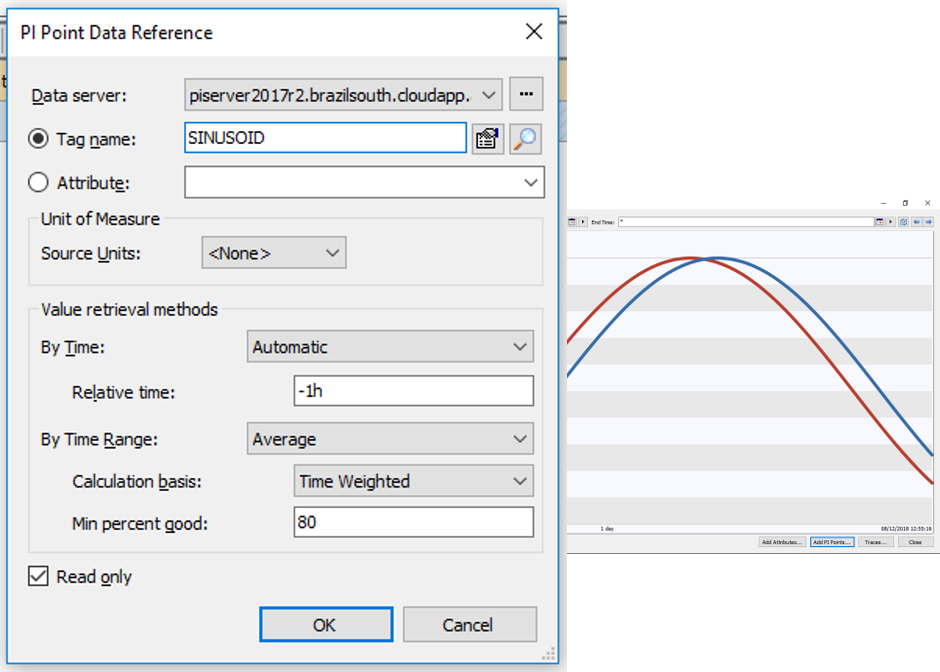 PI Point Data Reference
Data server: piserver2017r2.brazilsouth.cloudapp. ...
Tag name: SINUSOID
Attribute:
Unit of Measure
Source Units: <None>
Value retrieval methods
By Time: Automatic
Relative time: -1h
By Time Range: Average
Calculation basis: Time Weighted
Min percent good: 80
Read only
OK Cancel
End Time: *
1 day 08/12/2018 12:55:16
Add Attributes... Add PI Points... Traces... Close